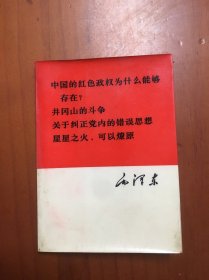 中国的红色政权为什么能够
存在？
井冈山的斗争
关于纠正党内的错误思想
星星之火，可以燎原
毛泽东